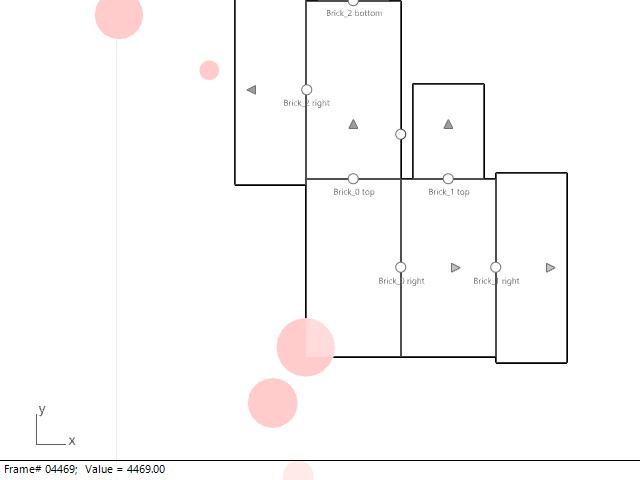 Brick_2 bottom
Brick_2 right
Brick_0 top
Brick_1 top
Brick_0 right
Brick_1 right
y
x
Frame# 04469; Value = 4469.00